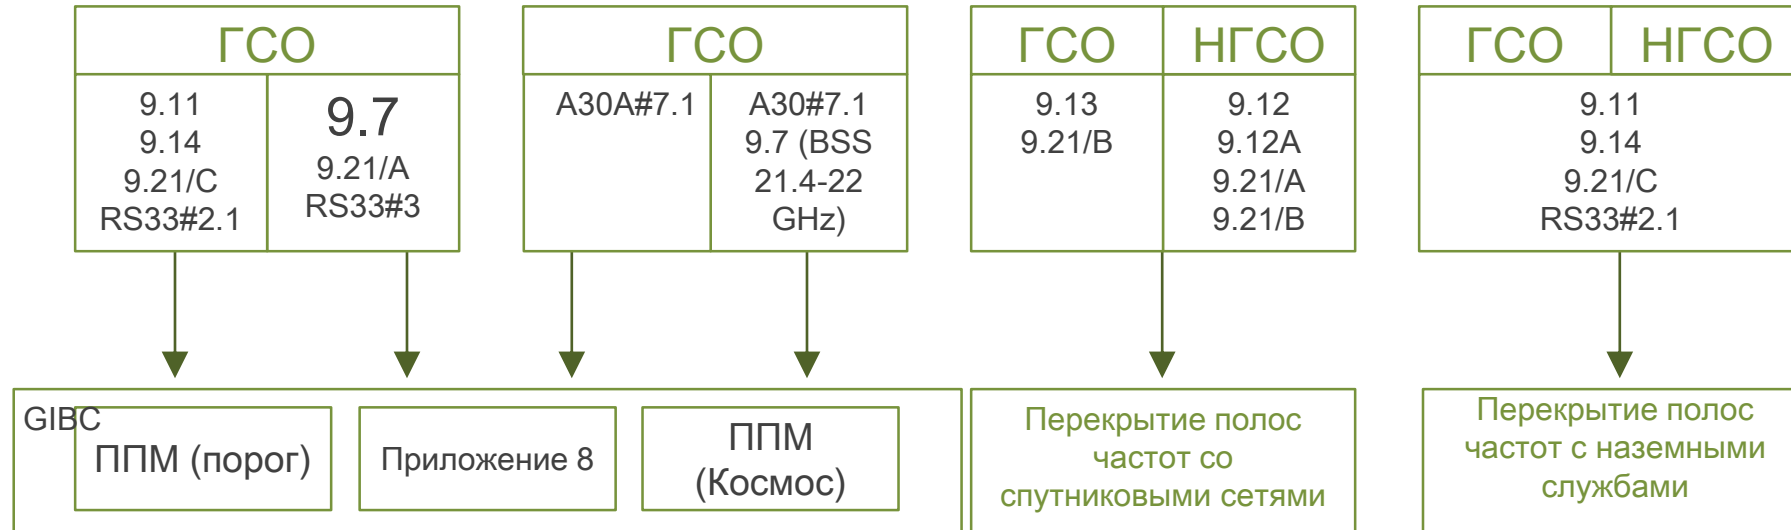 ГСО
9.11
9.14
9.21/C
RS33#2.1
9.7
9.21/A
RS33#3
ГСО
A30A#7.1
A30#7.1
9.7 (BSS
21.4-22
GHz)
ГСО
НГСО
9.13
9.21/B
9.12
9.12A
9.21/A
9.21/B
ГСО
НГСО
9.11
9.14
9.21/C
RS33#2.1
GIBC
ППМ (порог)
Приложение 8
ППМ
(Космос)
Перекрытие полос
частот со
спутниковыми сетями
Перекрытие полос
частот с наземными
службами